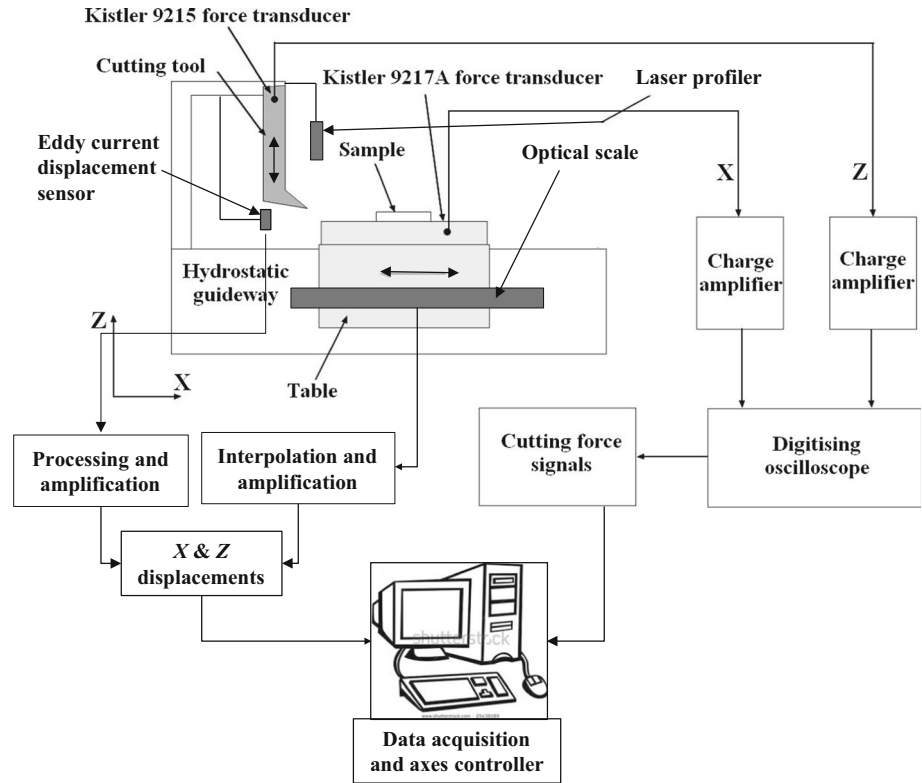 Kistler 9215 force transducer
Cutting tool
Kistler 9217A force transducer
Laser profiler
Eddy current
displacement
sensor
Sample
Optical scale
X
Z
Hydrostatic
guideway
Charge
amplifier
Charge
amplifier
Z
X
Table
Processing and
amplification
Interpolation and
amplification
Cutting force
signals
Digitising
oscilloscope
X & Z
displacements
shutterstock
Data acquisition
and axes controller